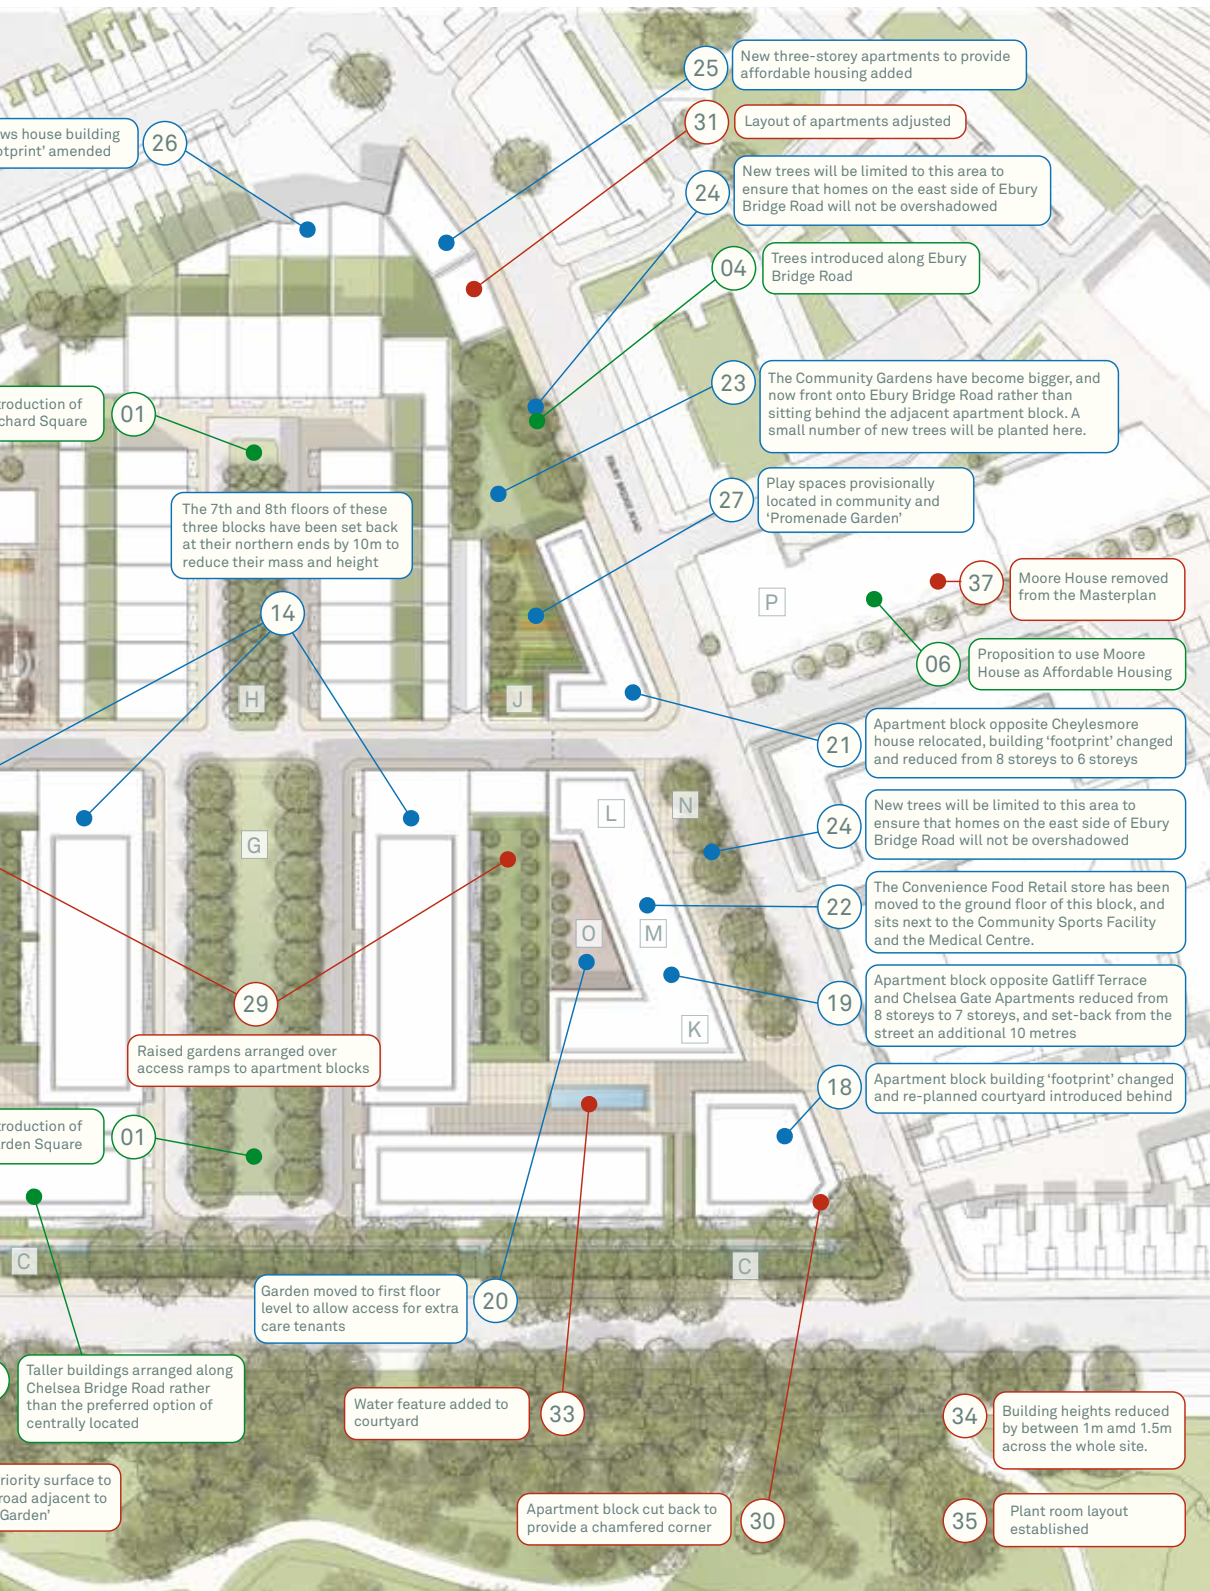 25
New three-storey apartments to provide
affordable housing added
31
Layout of apartments adjusted
ws house building
otprint’ amended
26
24
New trees will be limited to this area to
ensure that homes on the east side of Ebury
Bridge Road will not be overshadowed
04
Trees introduced along Ebury
Bridge Road
23
The Community Gardens have become bigger, and
now front onto Ebury Bridge Road rather than
sitting behind the adjacent apartment block. A
small number of new trees will be planted here.
troduction of
chard Square
01
EBURY BRIDGE ROAD
27
Play spaces provisionally
located in community and
‘Promenade Garden’
The 7th and 8th floors of these
three blocks have been set back
at their northern ends by 10m to
reduce their mass and height
14
P
37
Moore House removed
from the Masterplan
06
Proposition to use Moore
House as Affordable Housing
H
J
21
Apartment block opposite Cheylesmore
house relocated, building ‘footprint’ changed
and reduced from 8 storeys to 6 storeys
L
N
24
New trees will be limited to this area to
ensure that homes on the east side of Ebury
Bridge Road will not be overshadowed
G
22
The Convenience Food Retail store has been
moved to the ground floor of this block, and
sits next to the Community Sports Facility
and the Medical Centre.
O
M
19
Apartment block opposite Gatliff Terrace
and Chelsea Gate Apartments reduced from
8 storeys to 7 storeys, and set-back from the
street an additional 10 metres
29
K
Raised gardens arranged over
access ramps to apartment blocks
18
Apartment block building ‘footprint’ changed
and re-planned courtyard introduced behind
troduction of
rden Square
01
C
C
Garden moved to first floor
level to allow access for extra
care tenants
20
Taller buildings arranged along
Chelsea Bridge Road rather
than the preferred option of
centrally located
Water feature added to
courtyard
33
34
Building heights reduced
by between 1m amd 1.5m
across the whole site.
riority surface to
road adjacent to
Garden’
Apartment block cut back to
provide a chamfered corner
30
35
Plant room layout
established